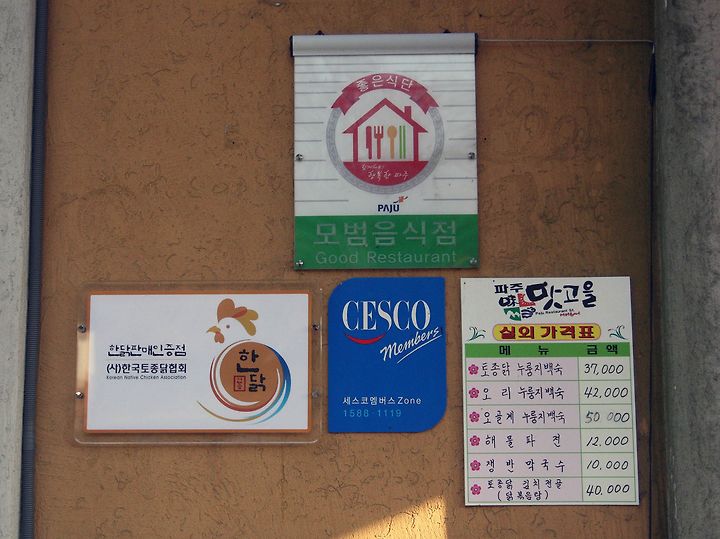 좋은식단
행복한 파주
PAJU
모범음식점
Good Restaurant
한닭판매인증점
(사)한국토종닭협회
Korean Native Chicken Association
한
닭
CESCO
Members
세스코멤버스Zone
1588-1119
파주
맛고을
실외가격표
메뉴 금액
토종닭 누룽지백숙 37,000
오리 누룽지백숙 42,000
오골계 누룽지백숙 50,000
해물파전 12,000
쟁반막국수 10,000
토종닭 김치전골 40,000
(닭볶음탕)